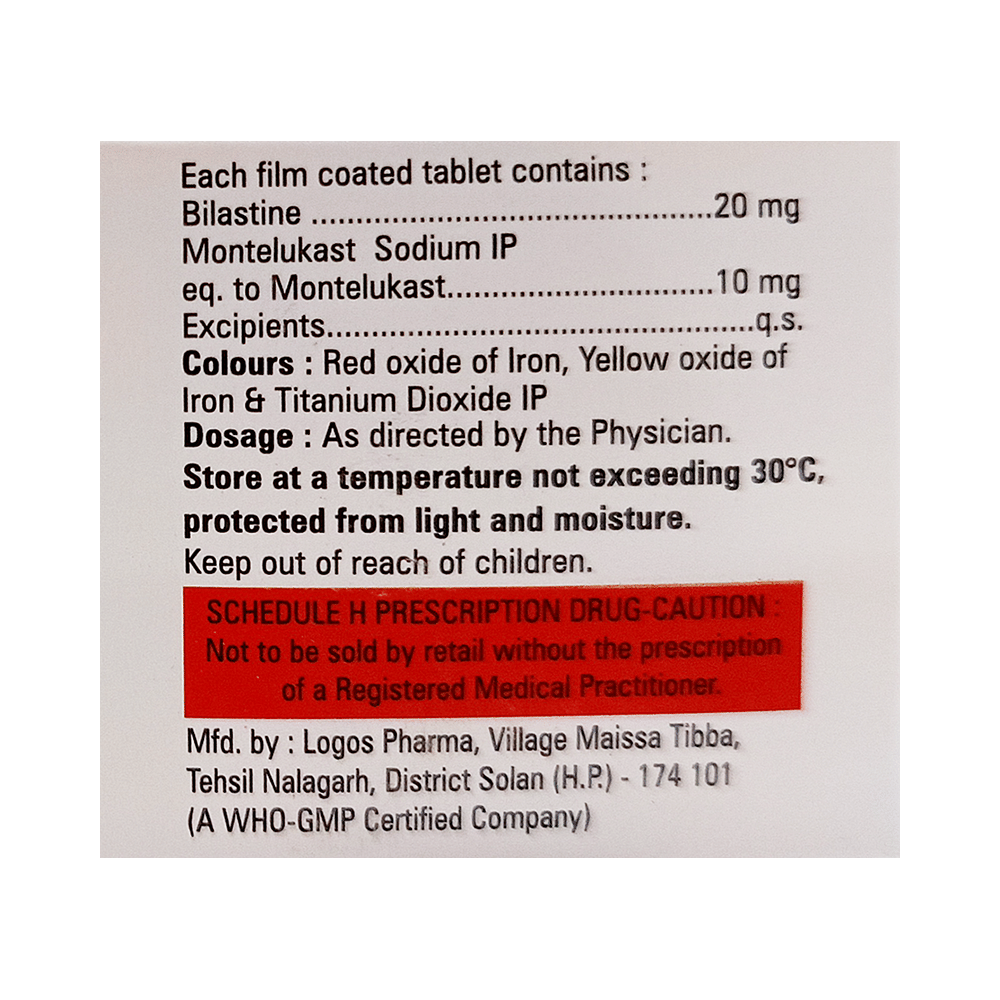 Each film coated tablet contains :
Bilastine ............................................20 mg
Montelukast Sodium IP
eq. to Montelukast..............................10 mg
Excipients...............................................q.s.
Colours : Red oxide of Iron, Yellow oxide of
Iron & Titanium Dioxide IP
Dosage : As directed by the Physician.
Store at a temperature not exceeding 30°C,
protected from light and moisture.
Keep out of reach of children.
SCHEDULE H PRESCRIPTION DRUG-CAUTION :
Not to be sold by retail without the prescription
of a Registered Medical Practitioner.
Mfd. by : Logos Pharma, Village Maissa Tibba,
Tehsil Nalagarh, District Solan (H.P.) - 174 101
(A WHO-GMP Certified Company)